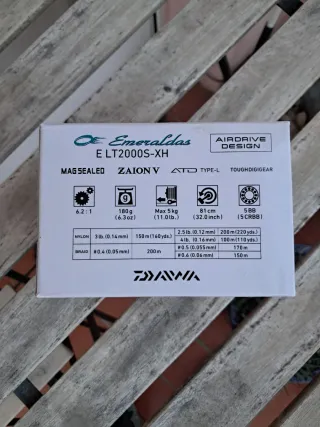 Emeraldas
AIRDRIVE DESIGN
E LT2000S-XH
MAGSEALED ZAION V ATD TYPE-L TOUGHDIGIGEAR
6.2 : 1
180g (6.3oz)
Max 5kg (11.0lb.)
81cm (32.0inch)
5BB (5CRBB)
NYLON 3lb.(0.14mm) 150m(160yds.) 2.5lb.(0.12mm) 200m(220yds.)
4lb.(0.16mm) 100m(110yds.)
BRAID #0.4(0.05mm) 200m #0.5(0.055mm) 170m
#0.6(0.06mm) 150m
DAIWA